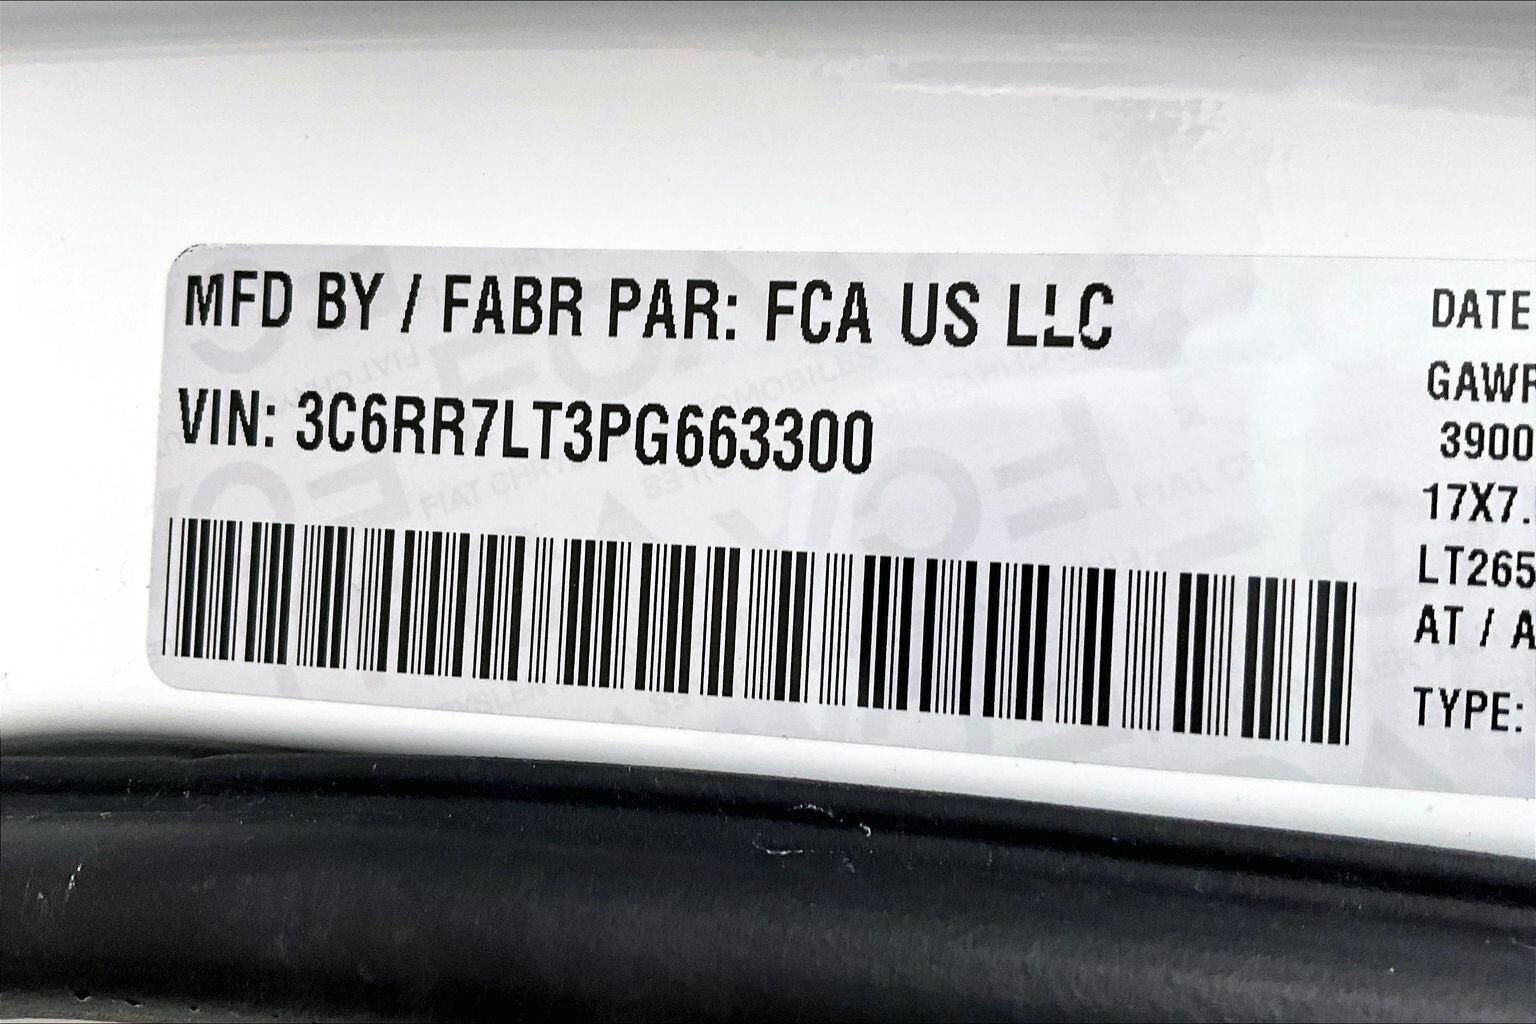 MFD BY / FABR PAR: FCA US LLC
VIN: 3C6RR7LT3PG663300
DATE
GAWR
3900
17X7.
LT265
AT / A
TYPE: